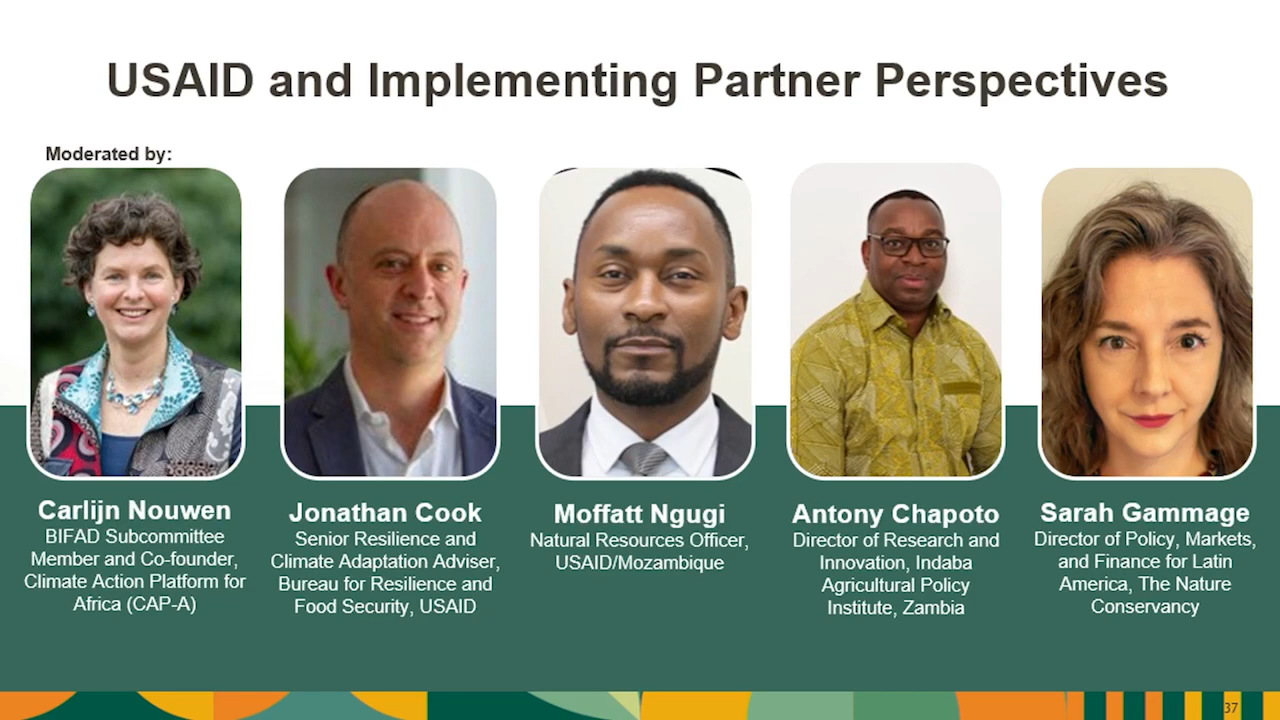 USAID and Implementing Partner Perspectives
Moderated by:
Carlijn Nouwen
BIFAD Subcommittee
Member and Co-founder,
Climate Action Platform for
Africa (CAP-A)
Jonathan Cook
Senior Resilience and
Climate Adaptation Adviser,
Bureau for Resilience and
Food Security, USAID
Moffatt Ngugi
Natural Resources Officer,
USAID/Mozambique
Antony Chapoto
Director of Research and
Innovation, Indaba
Agricultural Policy
Institute, Zambia
Sarah Gammage
Director of Policy, Markets,
and Finance for Latin
America, The Nature
Conservancy
37